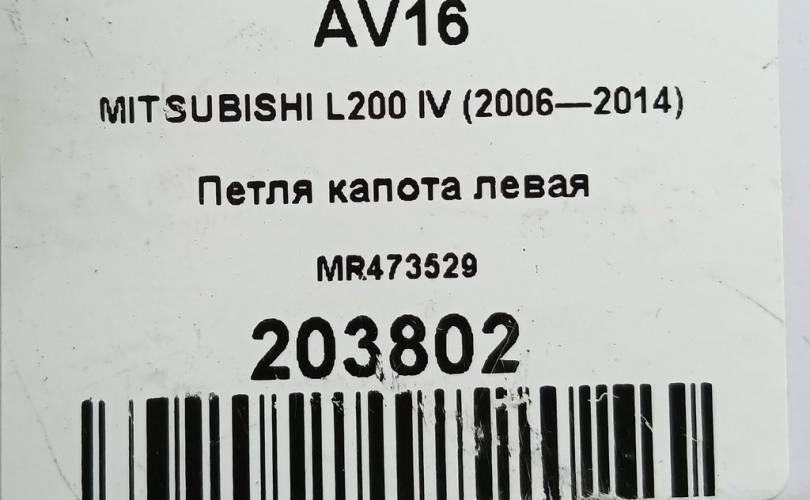 AV16
MITSUBISHI L200 IV (2006—2014)
Петля капота левая
MR473529
203802